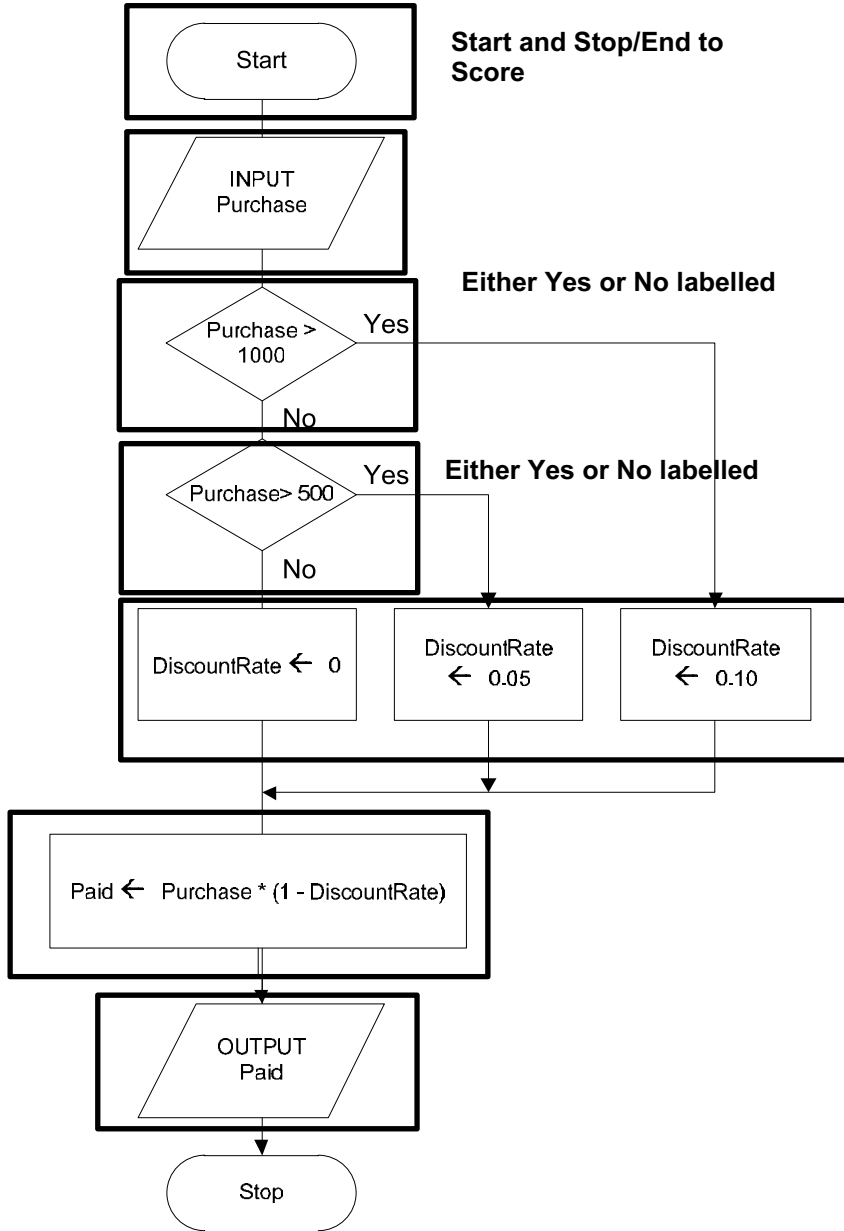 Start
Start and Stop/End to
Score
INPUT
Purchase
Either Yes or No labelled
Purchase >
1000
Yes
No
Purchase> 500
Yes
Either Yes or No labelled
No
DiscountRate ← 0
DiscountRate
← 0.05
DiscountRate
← 0.10
Paid ← Purchase * (1 - DiscountRate)
OUTPUT
Paid
Stop